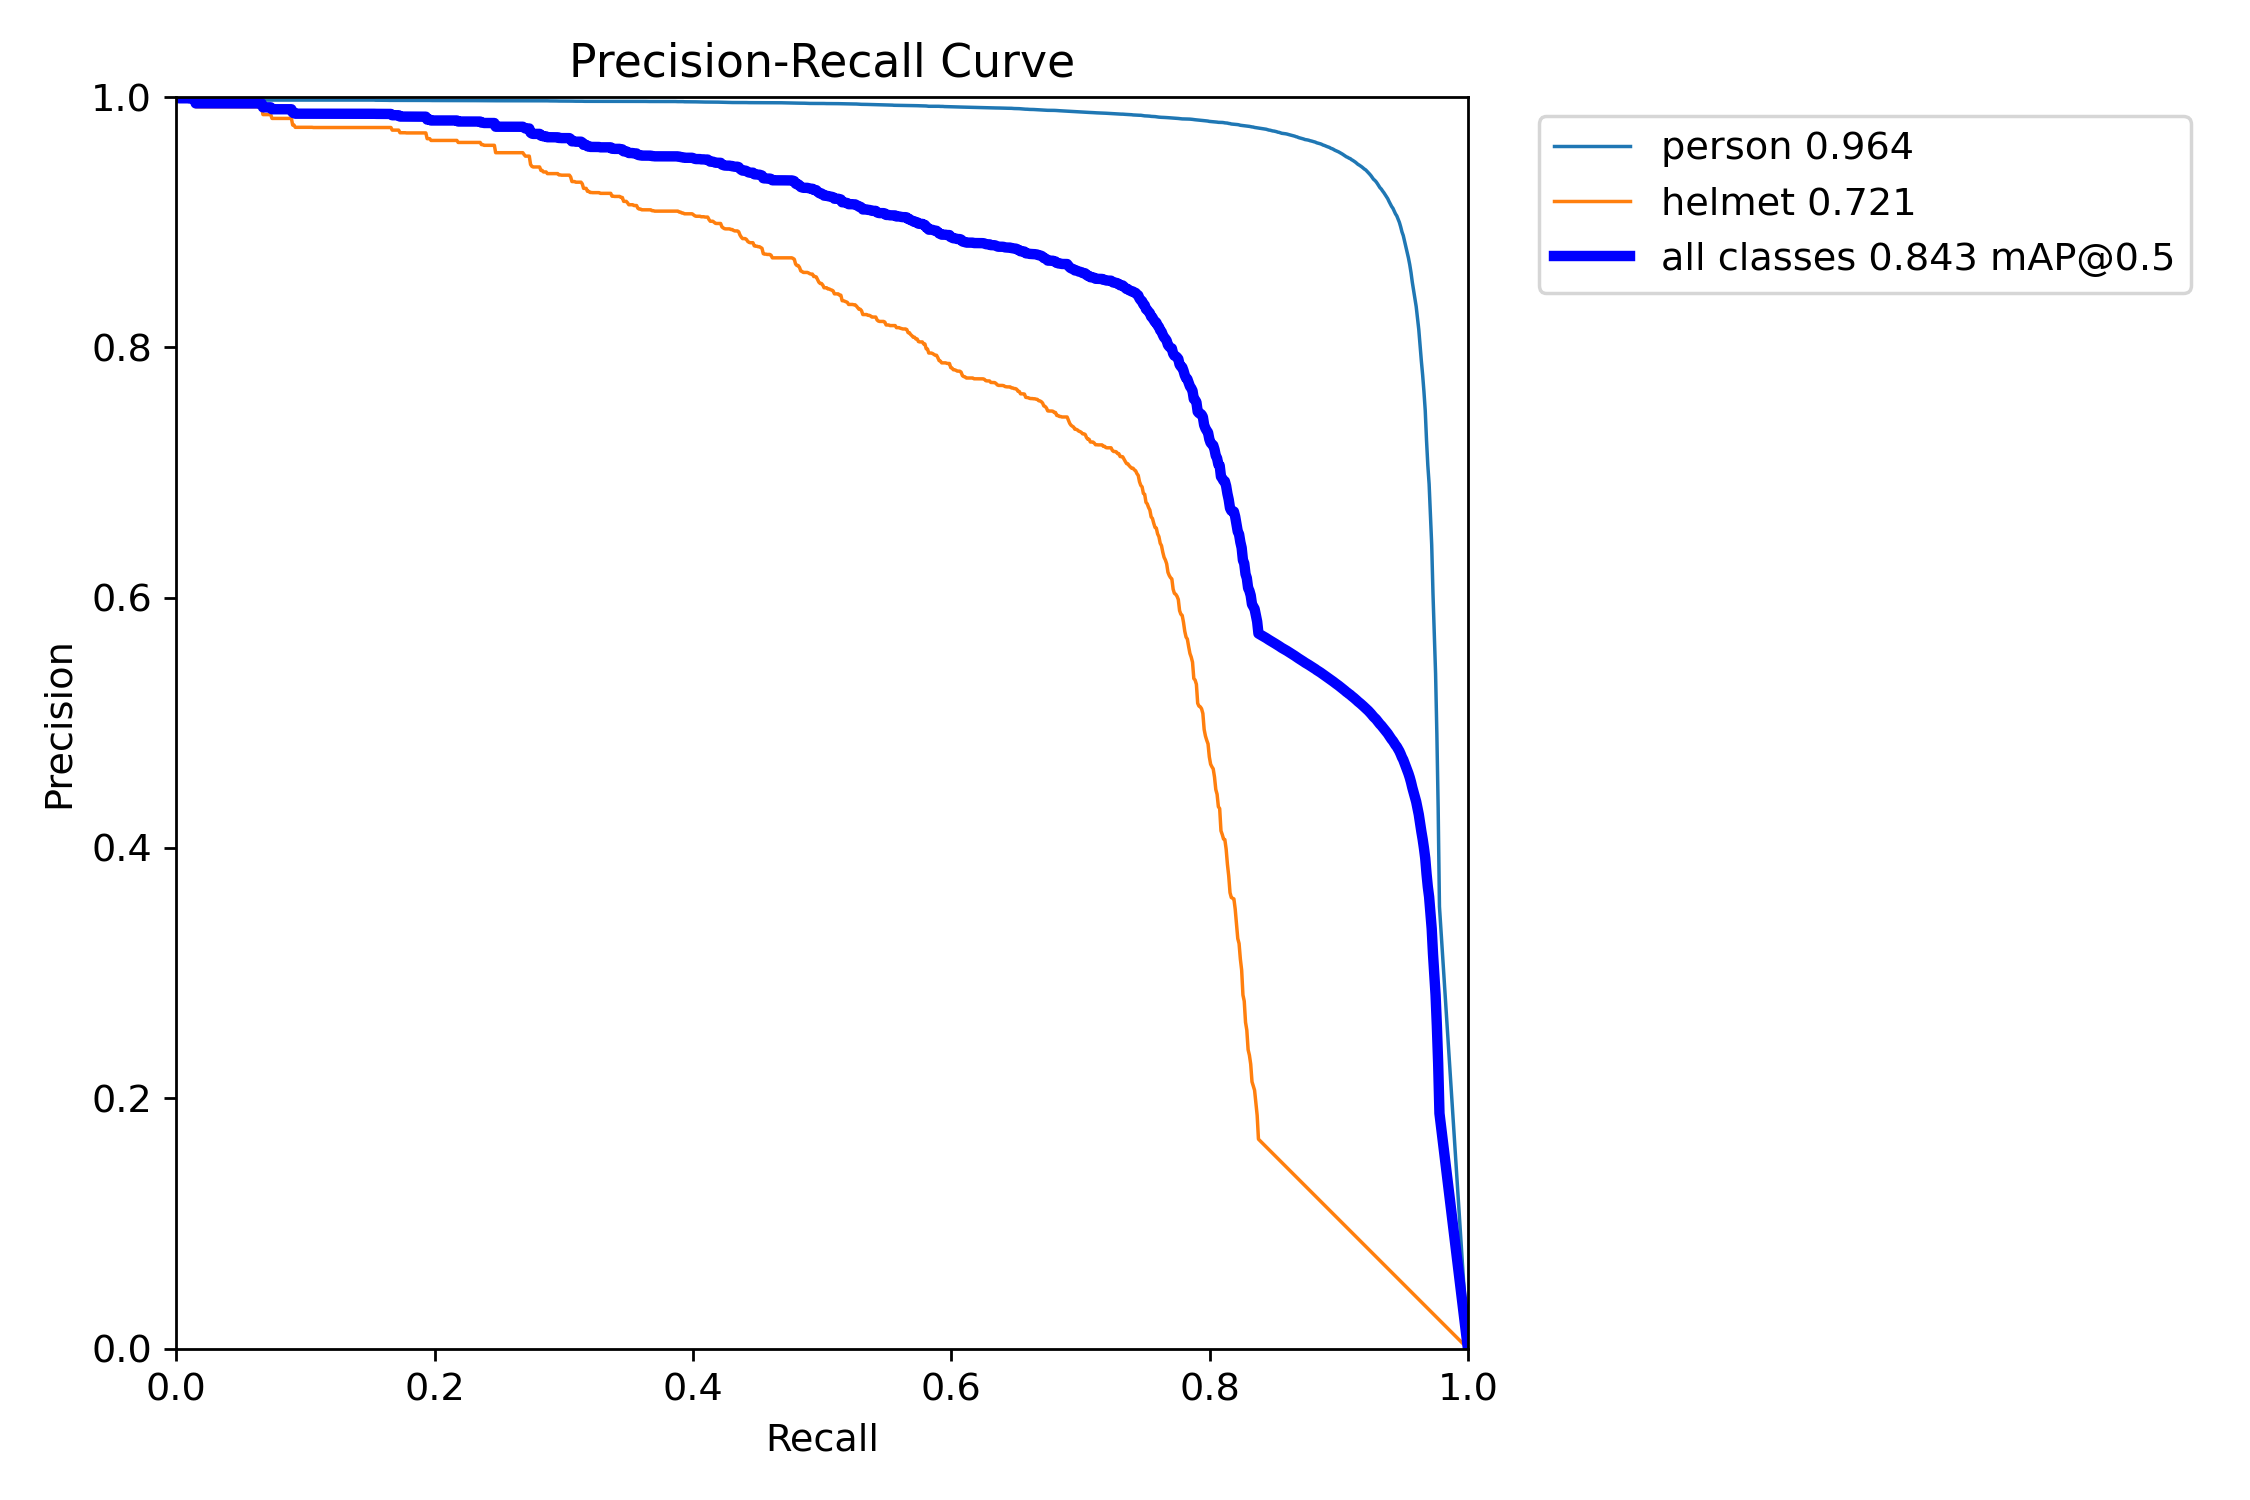 Precision-Recall Curve
1.0
0.8
0.6
0.4
0.2
0.0
Precision
0.0 0.2 0.4 0.6 0.8 1.0
Recall
person 0.964
helmet 0.721
all classes 0.843 mAP@0.5